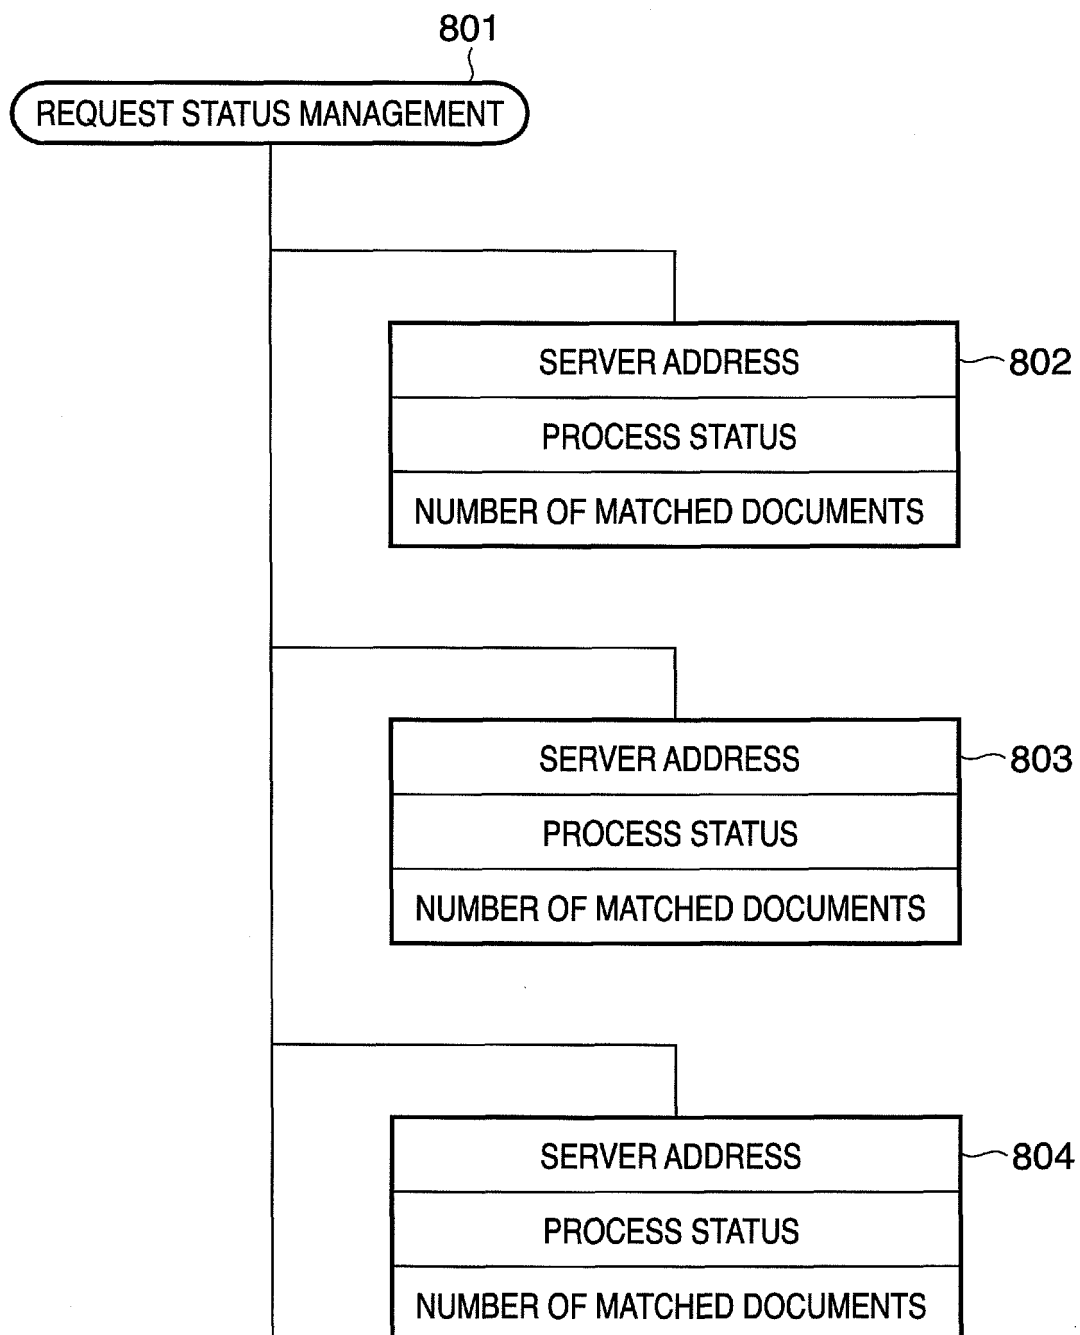 801
REQUEST STATUS MANAGEMENT
SERVER ADDRESS
802
PROCESS STATUS
NUMBER OF MATCHED DOCUMENTS
SERVER ADDRESS
803
PROCESS STATUS
NUMBER OF MATCHED DOCUMENTS
SERVER ADDRESS
804
PROCESS STATUS
NUMBER OF MATCHED DOCUMENTS